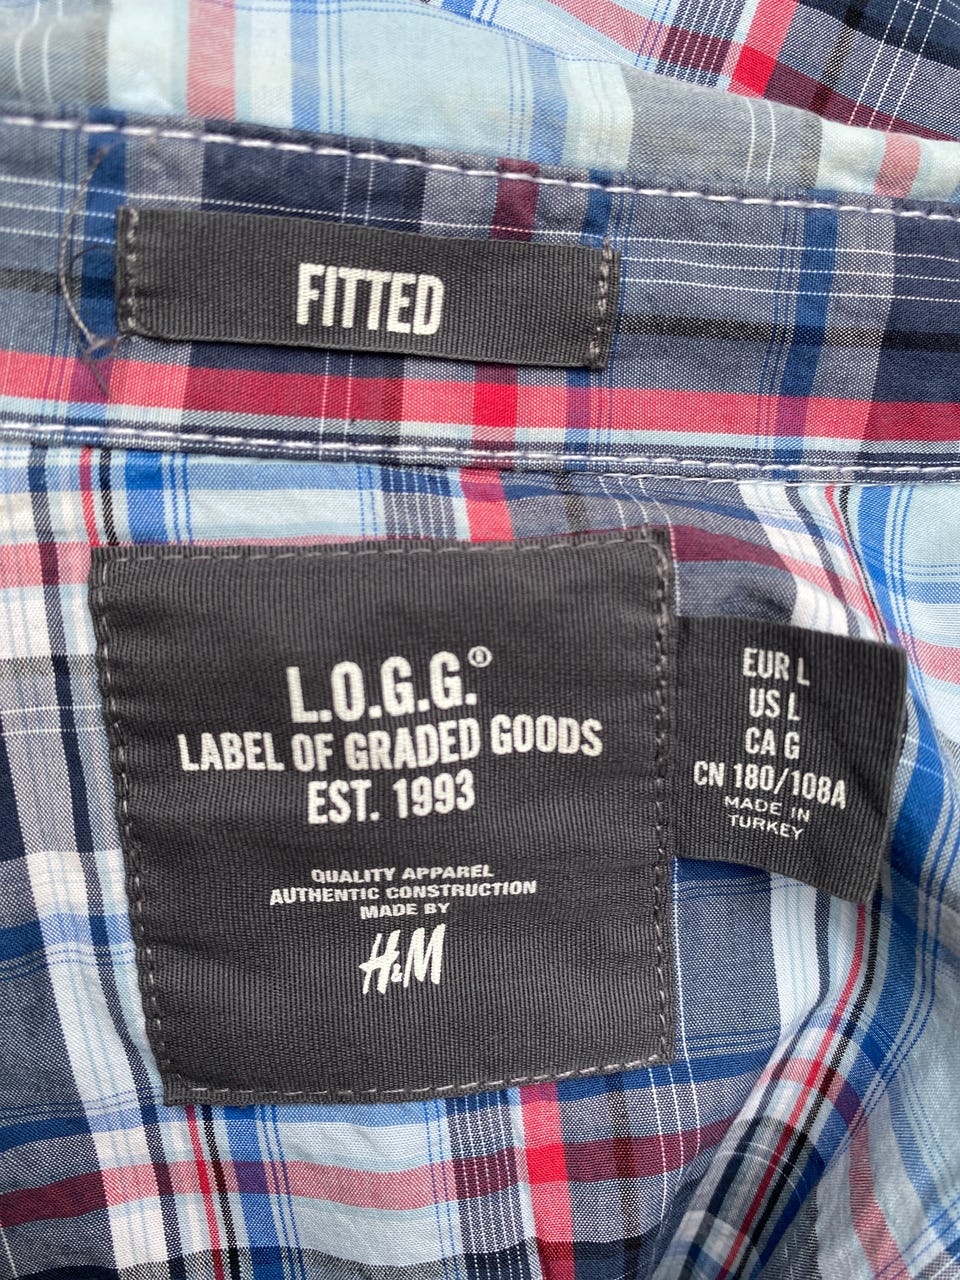 FITTED
L.O.G.G.®
LABEL OF GRADED GOODS
EST. 1993
QUALITY APPAREL
AUTHENTIC CONSTRUCTION
MADE BY
H&M
EUR L
US L
CA G
CN 180/108A
MADE IN
TURKEY